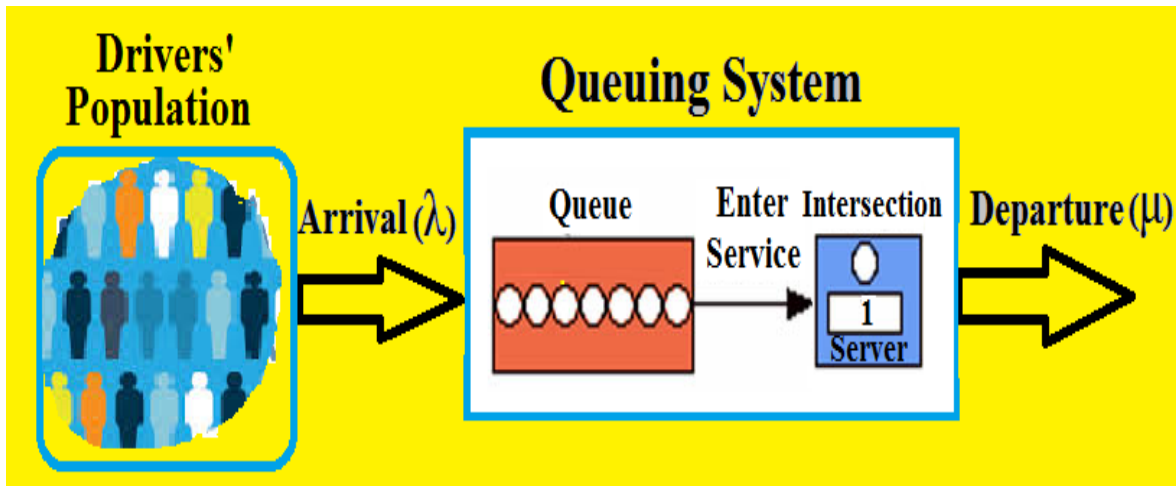 Drivers'
Population
Queuing System
Arrival (λ)
Queue
Enter
Service
Intersection
1
Server
Departure (μ)